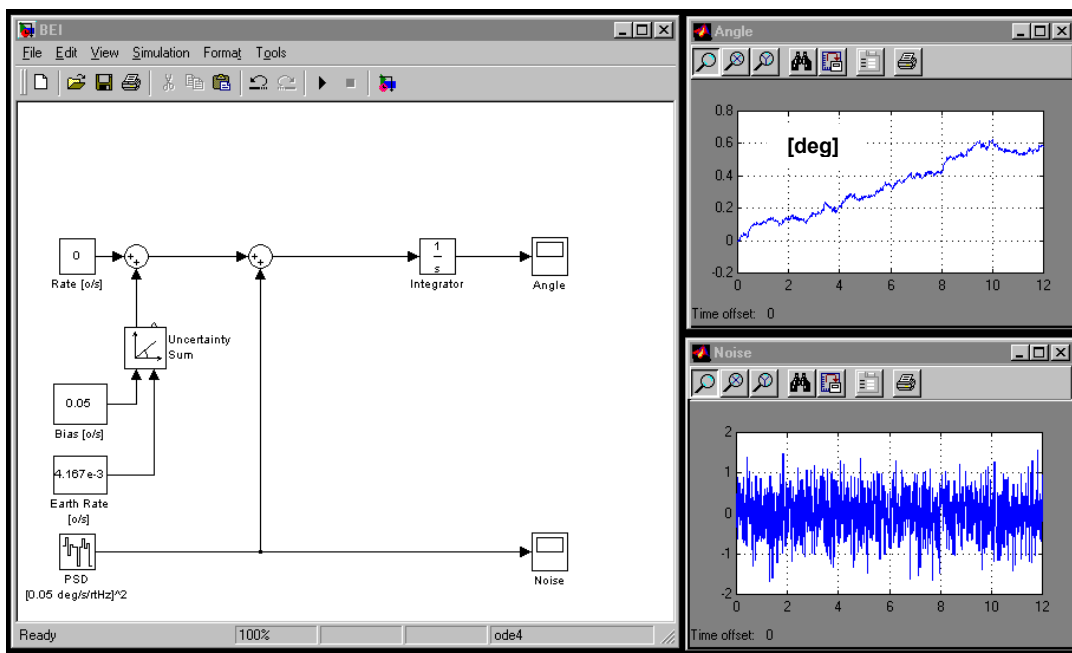 BEI
File Edit View Simulation Format Tools
0
Rate [o/s]
+
+
+
+
1
s
Integrator
Angle
Uncertainty
Sum
0.05
Bias [o/s]
4.167e-3
Earth Rate
[o/s]
PSD
[0.05 deg/s/rtHz]^2
Noise
Ready 100% ode4
Angle
[deg]
0.8
0.6
0.4
0.2
0
-0.2
0 2 4 6 8 10 12
Time offset: 0
Noise
2
1
0
-1
-2
0 2 4 6 8 10 12
Time offset: 0